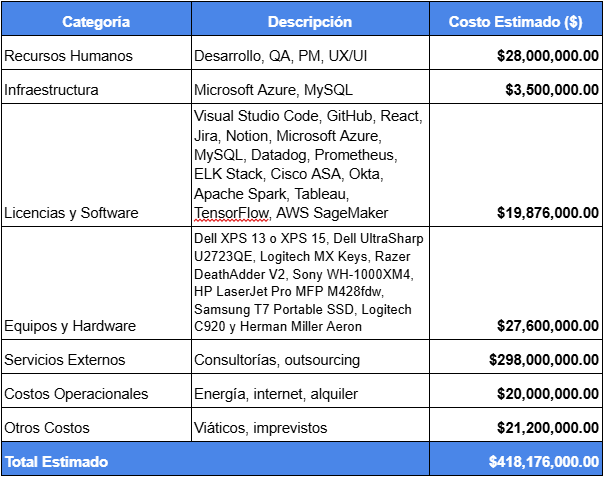 Categoría Descripción Costo Estimado ($)
Recursos Humanos Desarrollo, QA, PM, UX/UI $28,000,000.00
Infraestructura Microsoft Azure, MySQL $3,500,000.00
Visual Studio Code, GitHub, React,
Jira, Notion, Microsoft Azure,
MySQL, Datadog, Prometheus,
ELK Stack, Cisco ASA, Okta,
Apache Spark, Tableau,
Licencias y Software TensorFlow, AWS SageMaker $19,876,000.00
Dell XPS 13 o XPS 15, Dell UltraSharp
U2723QE, Logitech MX Keys, Razer
DeathAdder V2, Sony WH-1000XM4,
HP LaserJet Pro MFP M428fdw,
Samsung T7 Portable SSD, Logitech
Equipos y Hardware C920 y Herman Miller Aeron $27,600,000.00
Servicios Externos Consultorías, outsourcing $298,000,000.00
Costos Operacionales Energía, internet, alquiler $20,000,000.00
Otros Costos Viáticos, imprevistos $21,200,000.00
Total Estimado $418,176,000.00